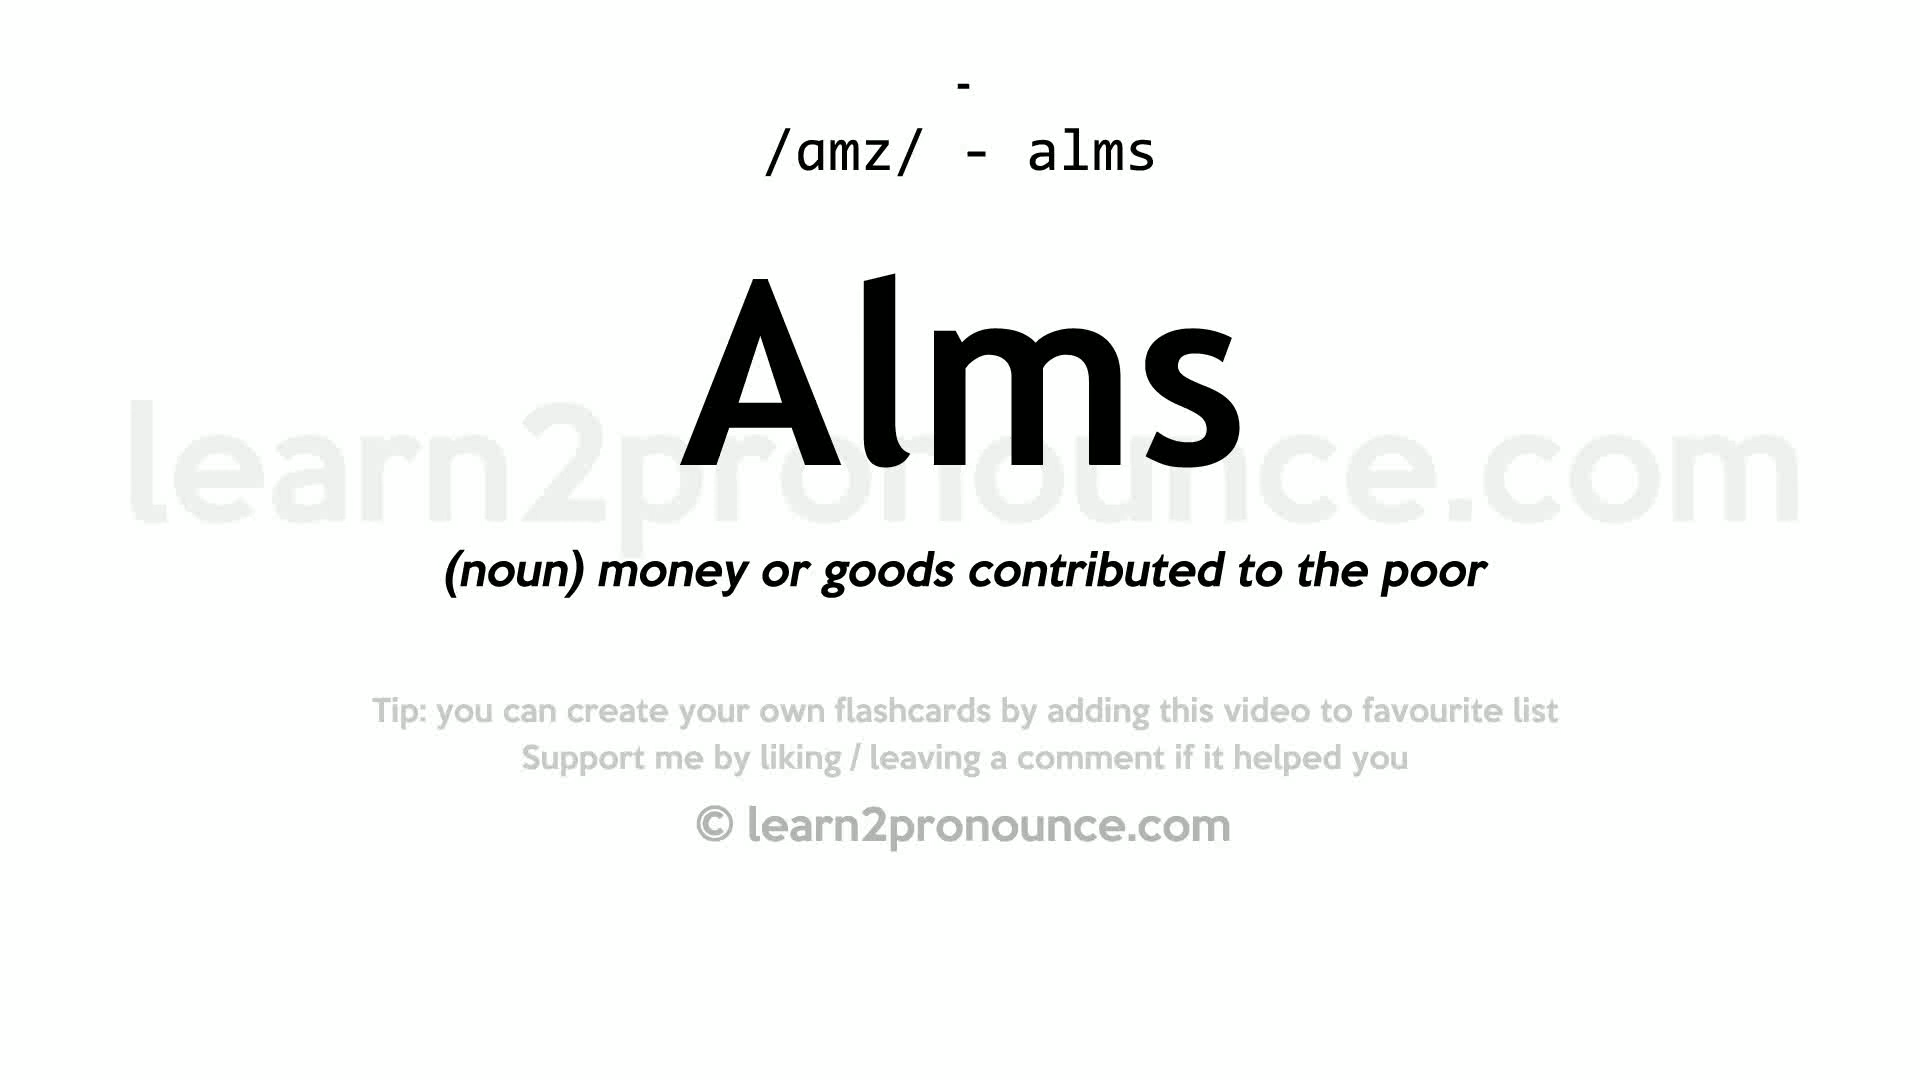 -
/ɑmz/ - alms
Alms
learn2pronounce.com
(noun) money or goods contributed to the poor
Tip: you can create your own flashcards by adding this video to favourite list
Support me by liking / leaving a comment if it helped you
© learn2pronounce.com